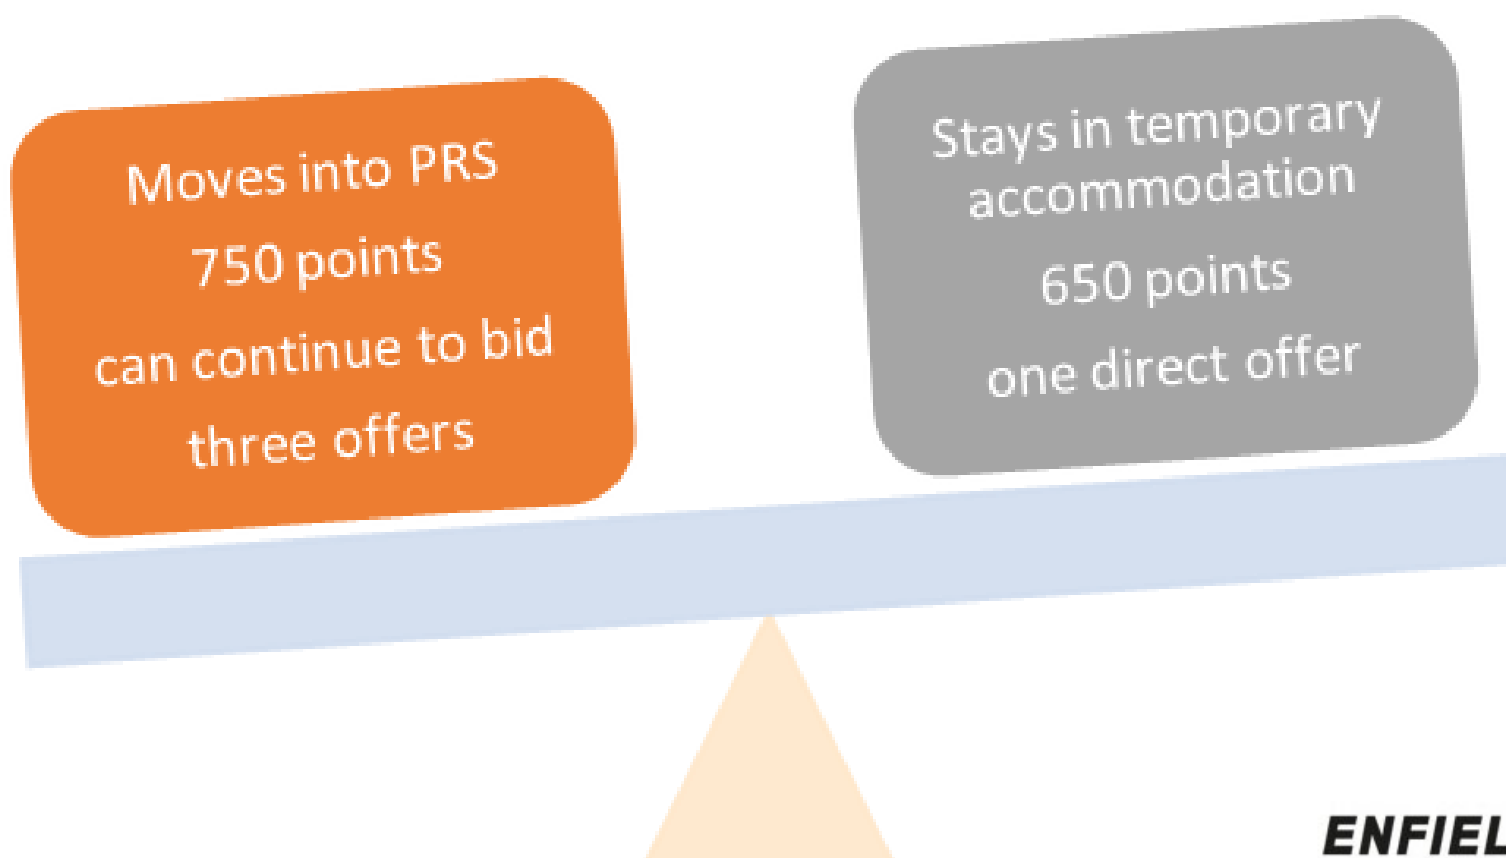 Moves into PRS
750 points
can continue to bid
three offers
Stays in temporary
accommodation
650 points
one direct offer
ENFIEL